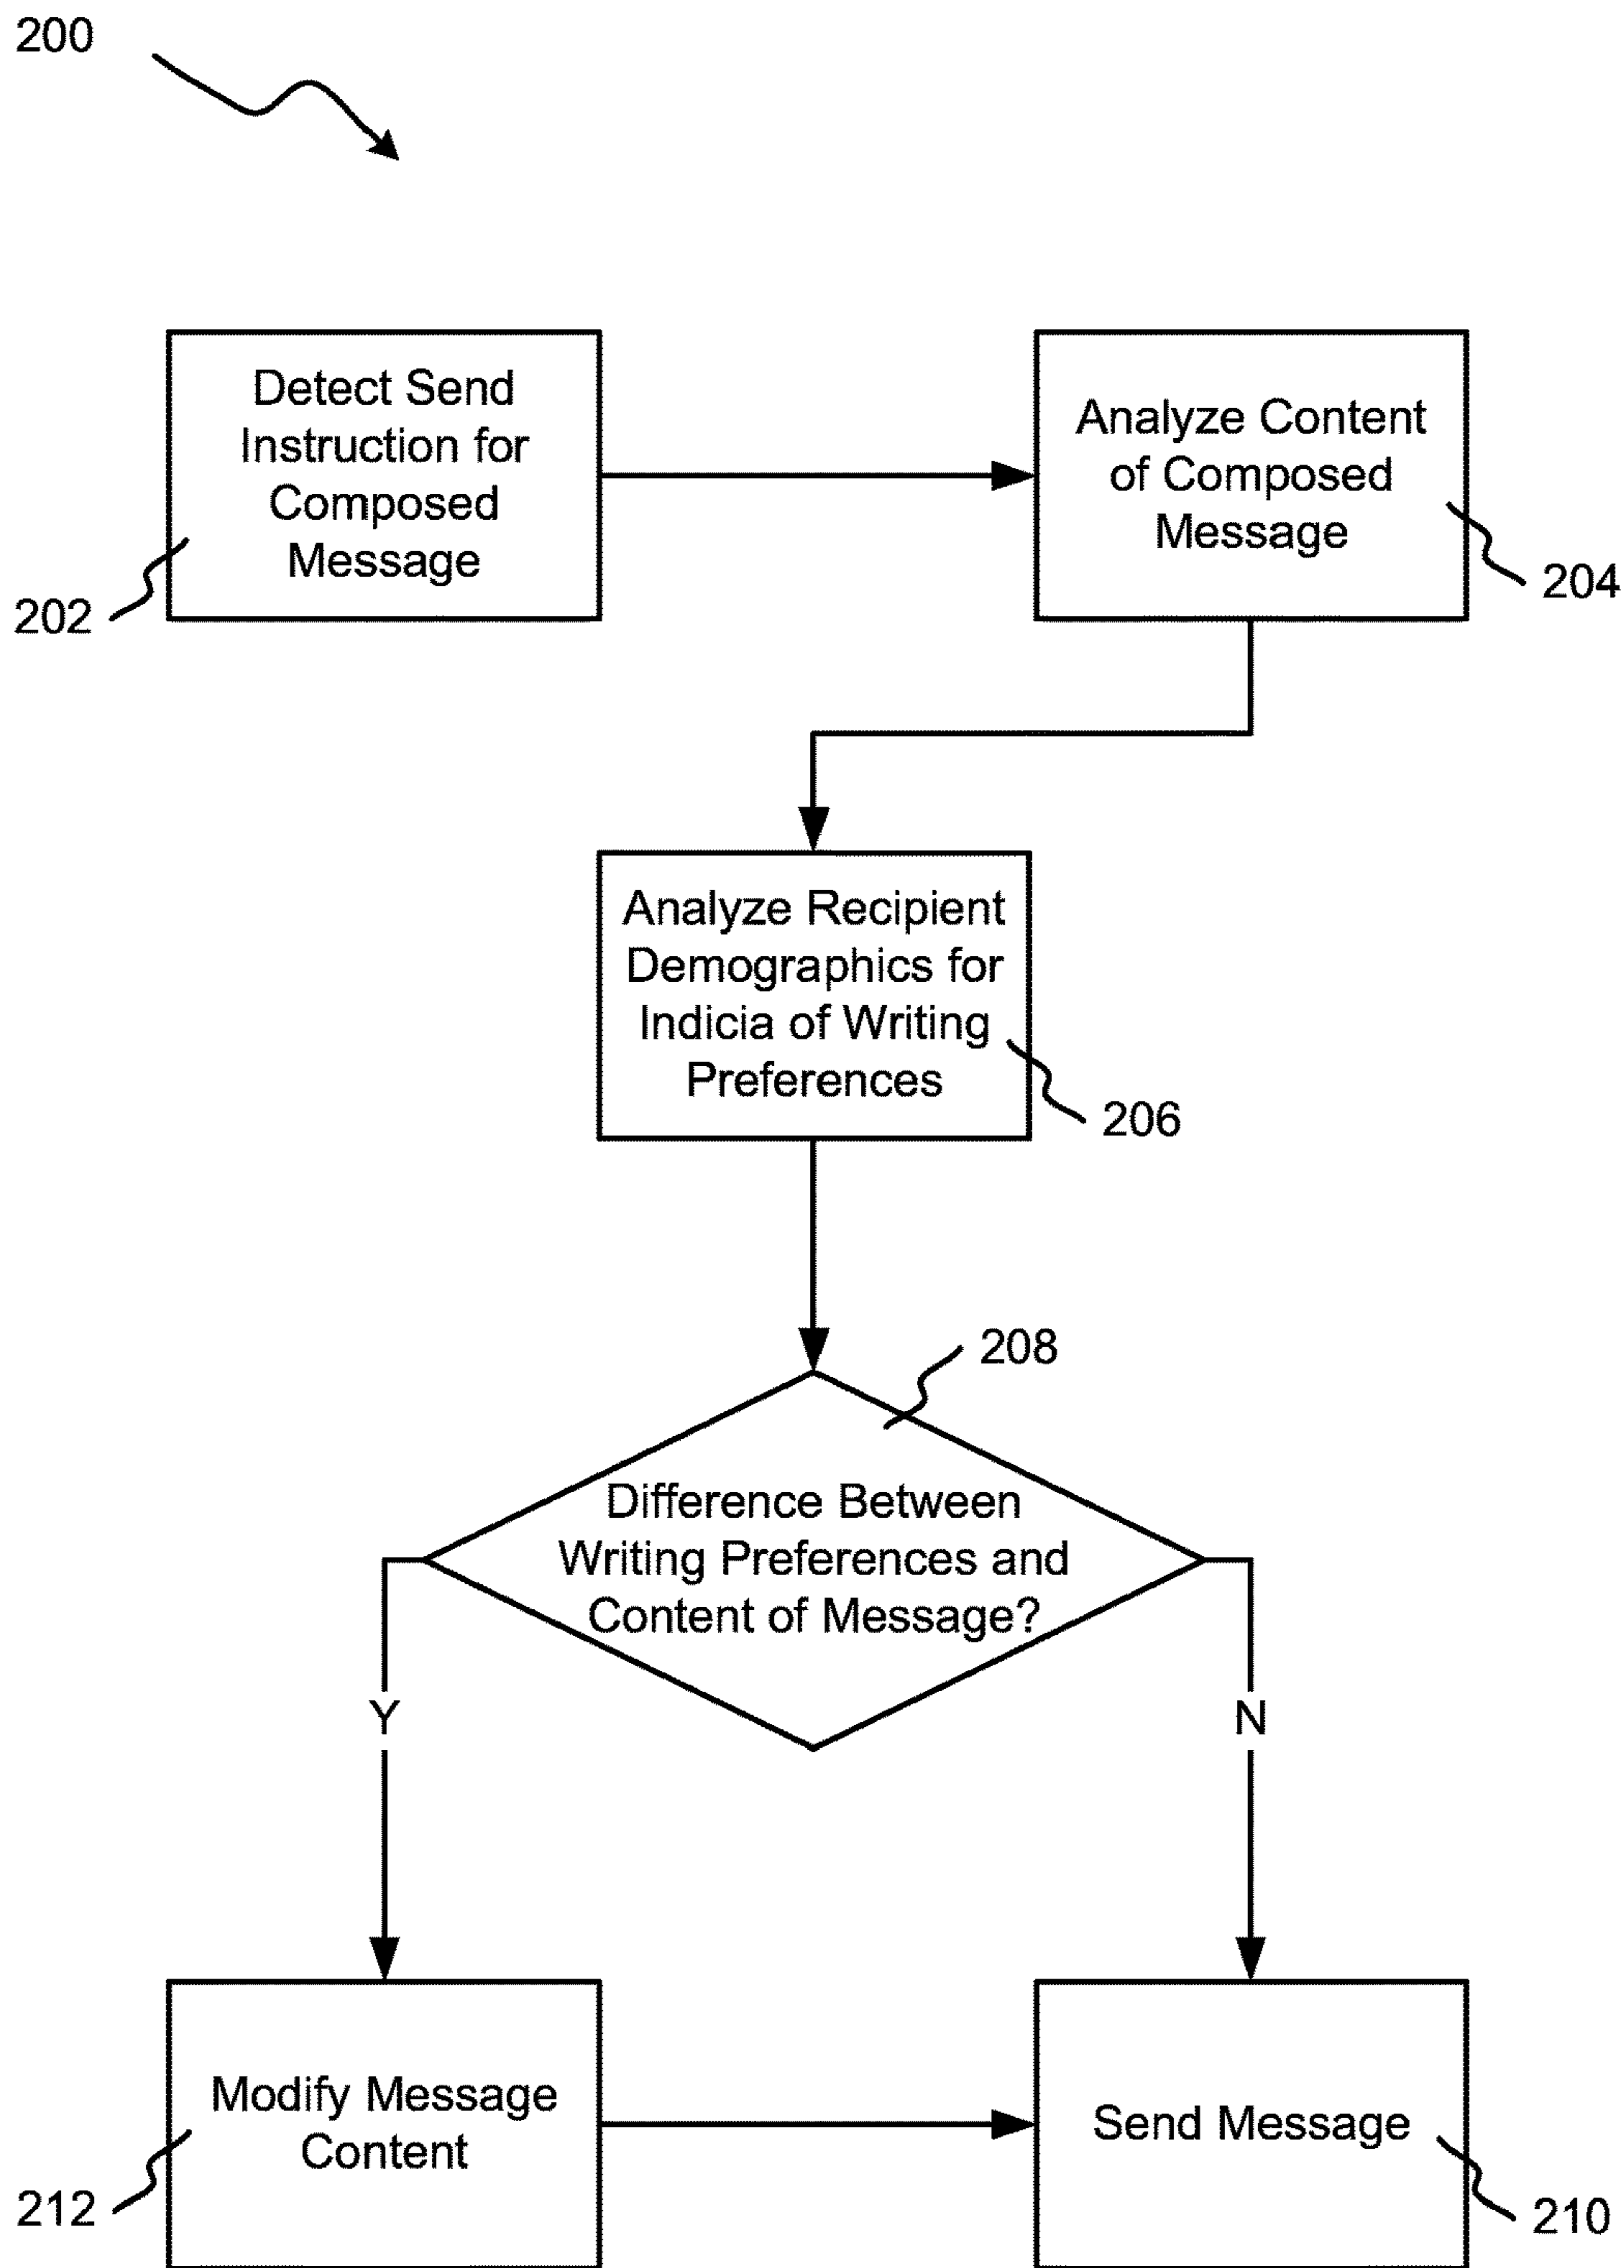 200
Detect Send
Instruction for
Composed
Message
202
Analyze Content
of Composed
Message
204
Analyze Recipient
Demographics for
Indicia of Writing
Preferences
206
208
Difference Between
Writing Preferences and
Content of Message?
Y
N
Modify Message
Content
212
Send Message
210